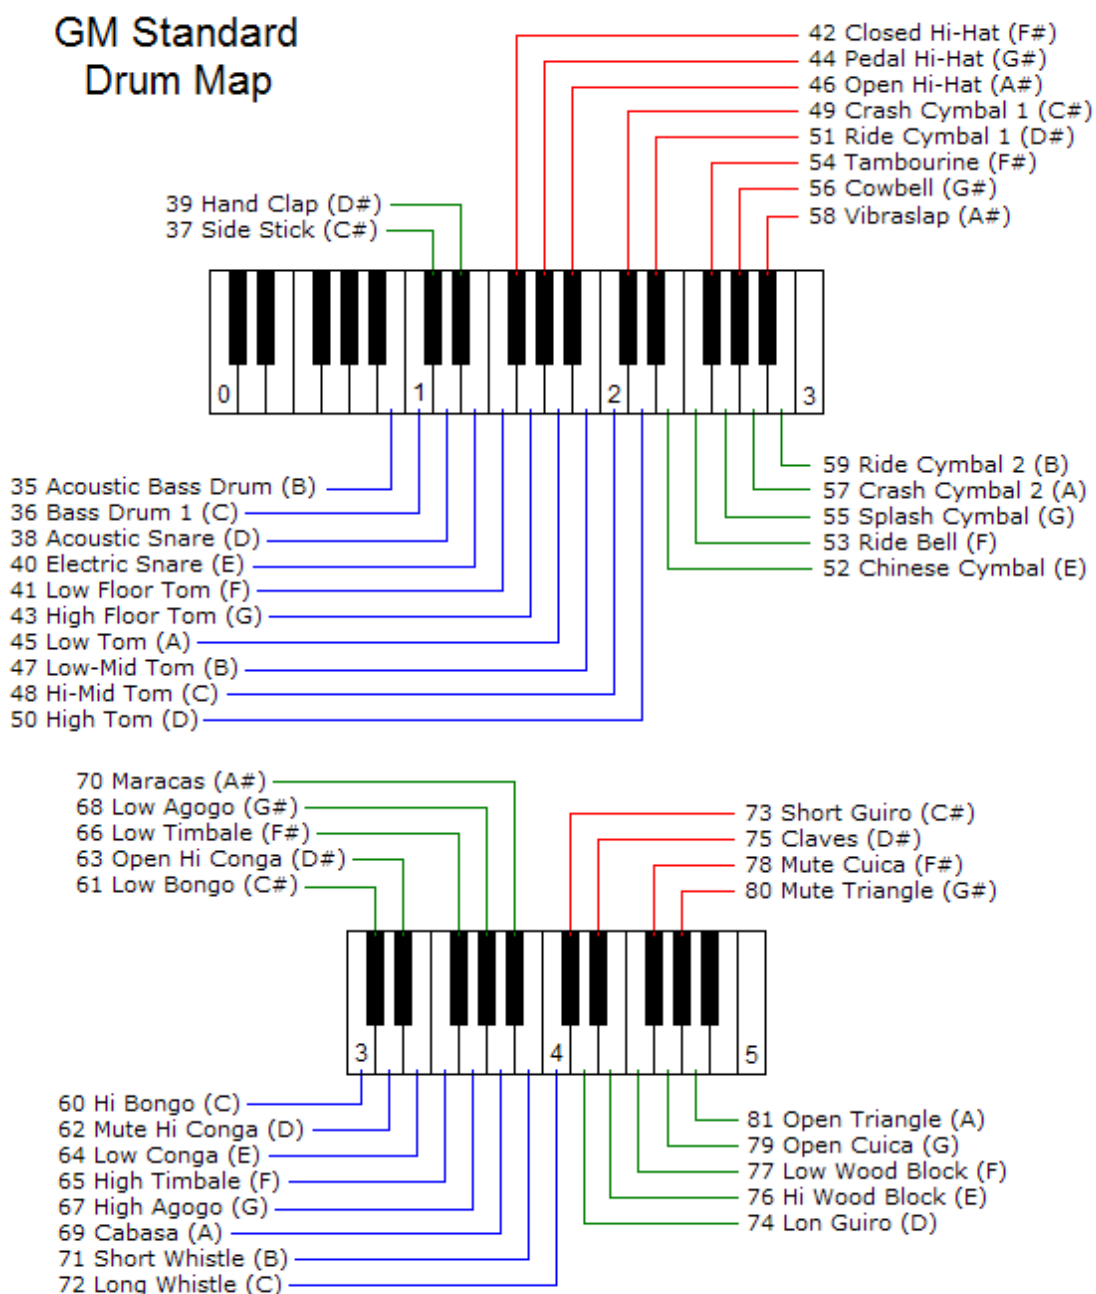 GM Standard
Drum Map
42 Closed Hi-Hat (F#)
44 Pedal Hi-Hat (G#)
46 Open Hi-Hat (A#)
49 Crash Cymbal 1 (C#)
51 Ride Cymbal 1 (D#)
54 Tambourine (F#)
56 Cowbell (G#)
58 Vibraslap (A#)
39 Hand Clap (D#)
37 Side Stick (C#)
0 1 2 3
35 Acoustic Bass Drum (B)
36 Bass Drum 1 (C)
38 Acoustic Snare (D)
40 Electric Snare (E)
41 Low Floor Tom (F)
43 High Floor Tom (G)
45 Low Tom (A)
47 Low-Mid Tom (B)
48 Hi-Mid Tom (C)
50 High Tom (D)
59 Ride Cymbal 2 (B)
57 Crash Cymbal 2 (A)
55 Splash Cymbal (G)
53 Ride Bell (F)
52 Chinese Cymbal (E)
70 Maracas (A#)
68 Low Agogo (G#)
66 Low Timbale (F#)
63 Open Hi Conga (D#)
61 Low Bongo (C#)
73 Short Guiro (C#)
75 Claves (D#)
78 Mute Cuica (F#)
80 Mute Triangle (G#)
3 4 5
60 Hi Bongo (C)
62 Mute Hi Conga (D)
64 Low Conga (E)
65 High Timbale (F)
67 High Agogo (G)
69 Cabasa (A)
71 Short Whistle (B)
72 Long Whistle (C)
81 Open Triangle (A)
79 Open Cuica (G)
77 Low Wood Block (F)
76 Hi Wood Block (E)
74 Lon Guiro (D)